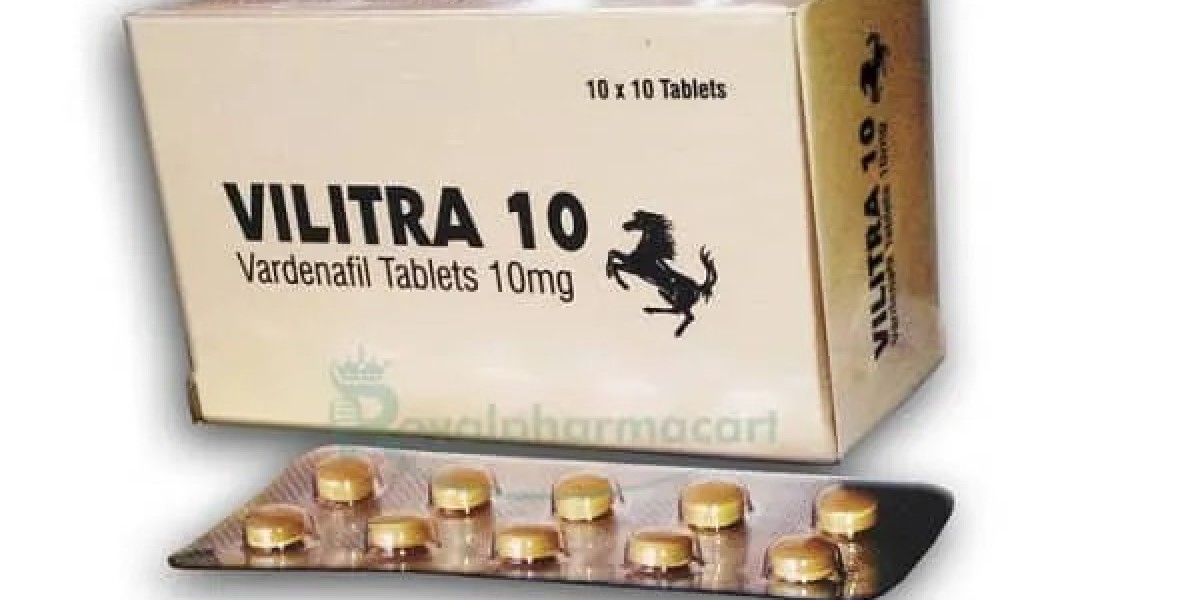 10 x 10 Tablets
VILITRA 10
Vardenafil Tablets 10mg
VILITRA 10
Vardenafil Tablets 10mg
Royalpharmacart